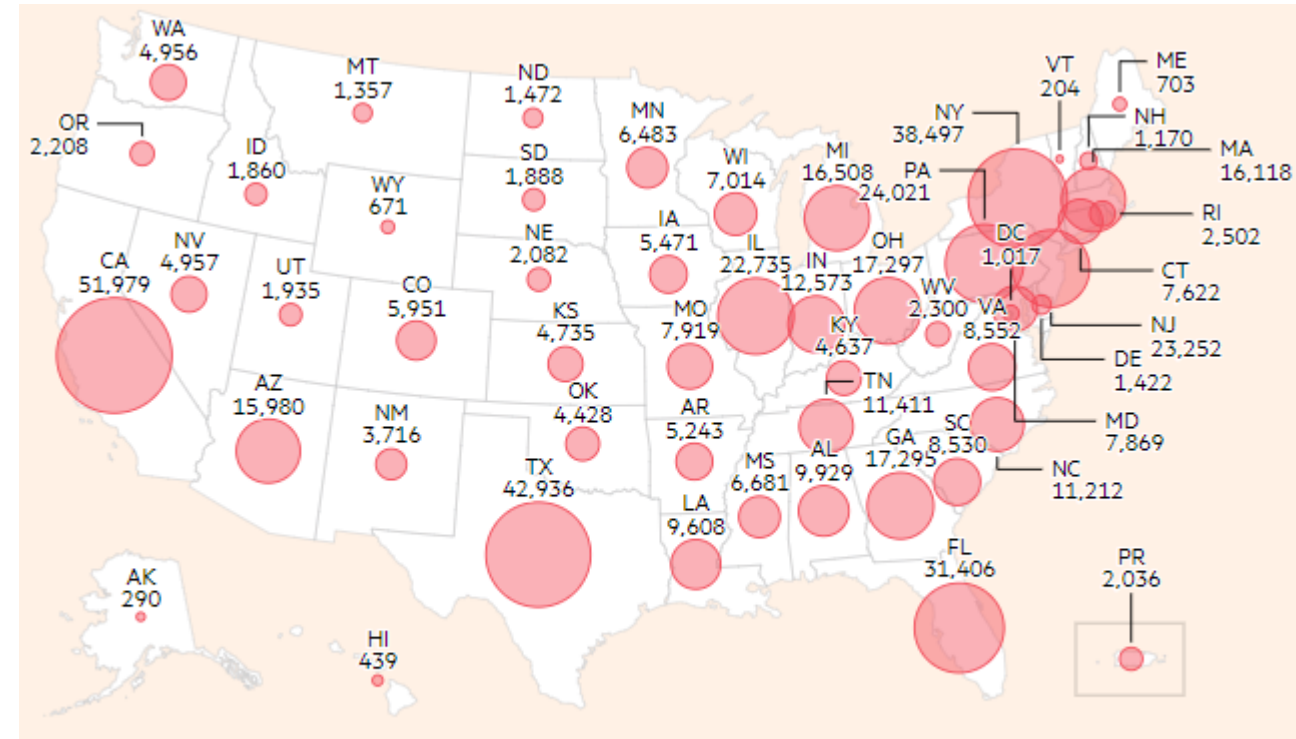 WA
4,956
OR
2,208
MT
1,357
ID
1,860
WY
671
ND
1,472
SD
1,888
NE
2,082
MN
6,483
WI
7,014
MI
16,508
IA
5,471
IL
22,735
IN
12,573
OH
17,297
PA
24,021
NY
38,497
VT
204
ME
703
NH
1,170
MA
16,118
RI
2,502
CT
7,622
NJ
23,252
DE
1,422
MD
7,869
DC
1,017
WV
2,300
VA
8,552
NC
11,212
CA
51,979
NV
4,957
UT
1,935
CO
5,951
KS
4,735
MO
7,919
KY
4,637
TN
11,411
AZ
15,980
NM
3,716
OK
4,428
AR
5,243
TX
42,936
LA
9,608
MS
6,681
AL
9,929
GA
17,295
SC
8,530
FL
31,406
AK
290
HI
439
PR
2,036